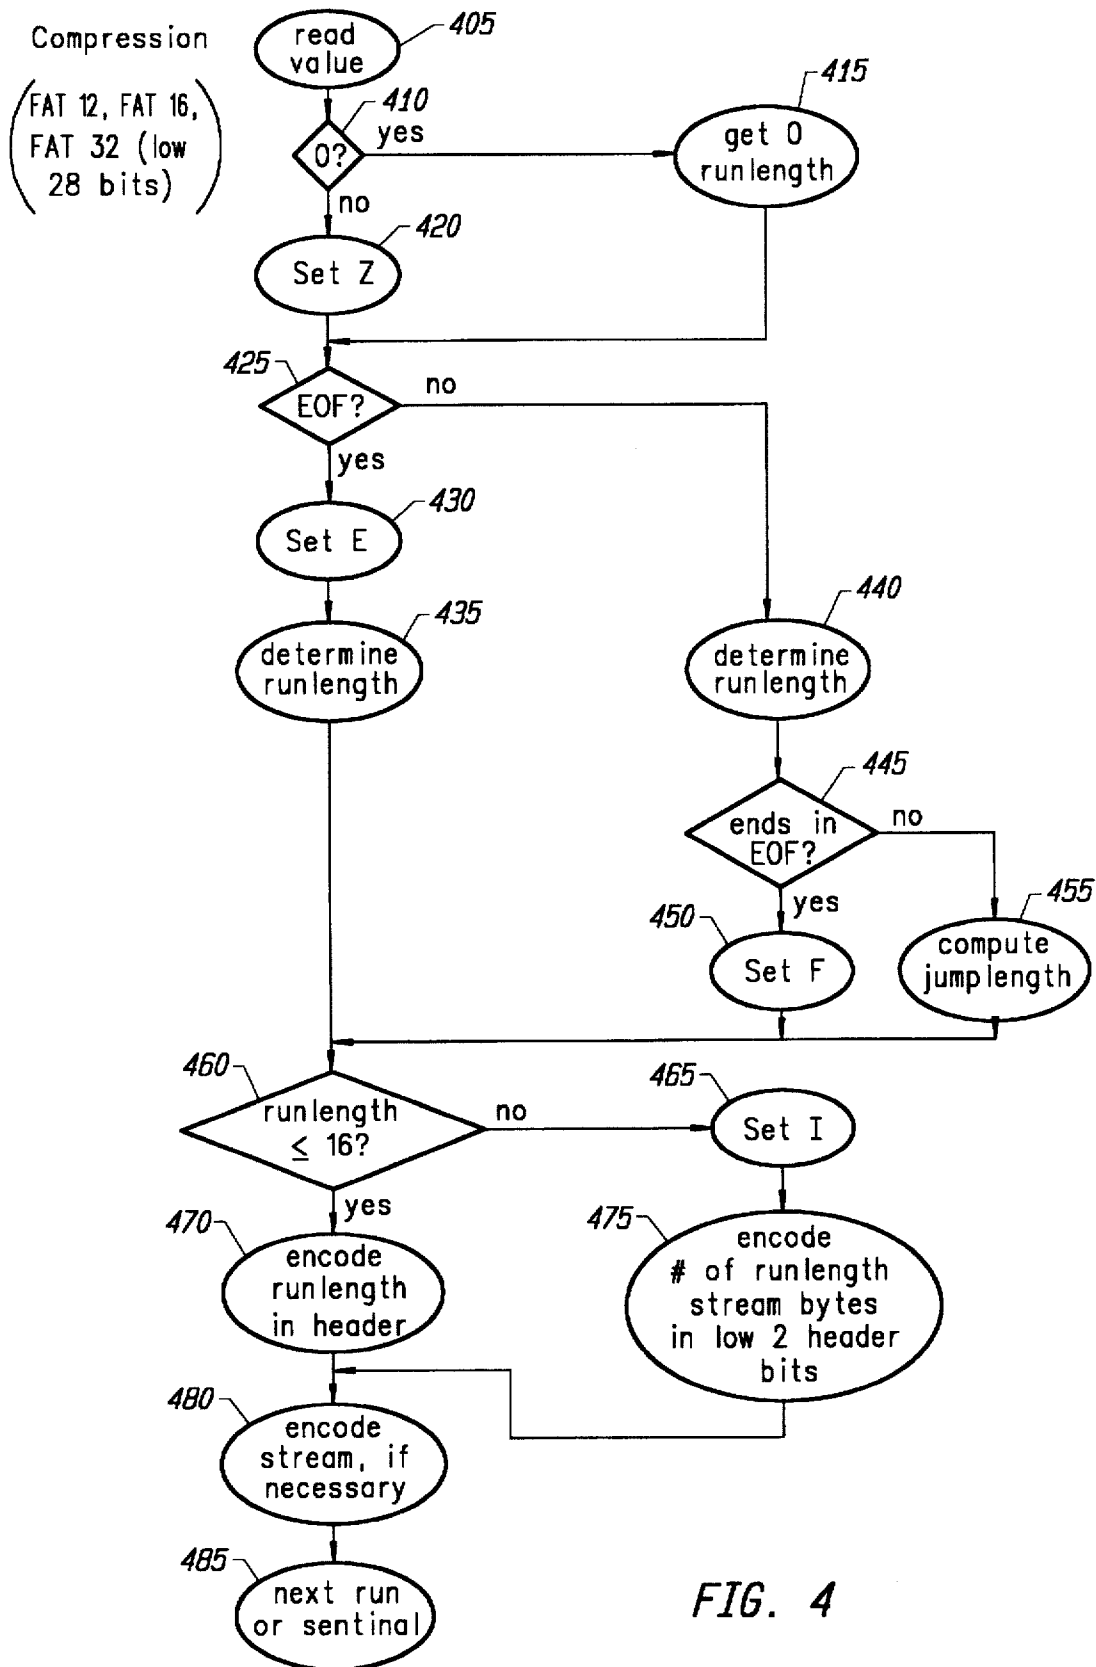 Compression
(FAT 12, FAT 16,
FAT 32 (low
28 bits))
read
value
405
410
0?
yes
no
415
get 0
runlength
420
Set Z
425
EOF?
no
yes
430
Set E
435
determine
runlength
440
determine
runlength
445
ends in
EOF?
no
yes
450
Set F
455
compute
jumplength
460
runlength
≤ 16?
no
yes
465
Set I
470
encode
runlength
in header
475
encode
# of runlength
stream bytes
in low 2 header
bits
480
encode
stream, if
necessary
485
next run
or sentinal
FIG. 4